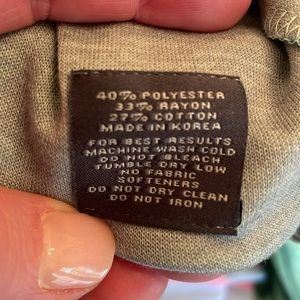 40% POLYESTER
33% RAYON
27% COTTON
MADE IN KOREA
FOR BEST RESULTS
MACHINE WASH COLD
DO NOT BLEACH
TUMBLE DRY LOW
NO FABRIC
SOFTENERS
DO NOT DRY CLEAN
DO NOT IRON